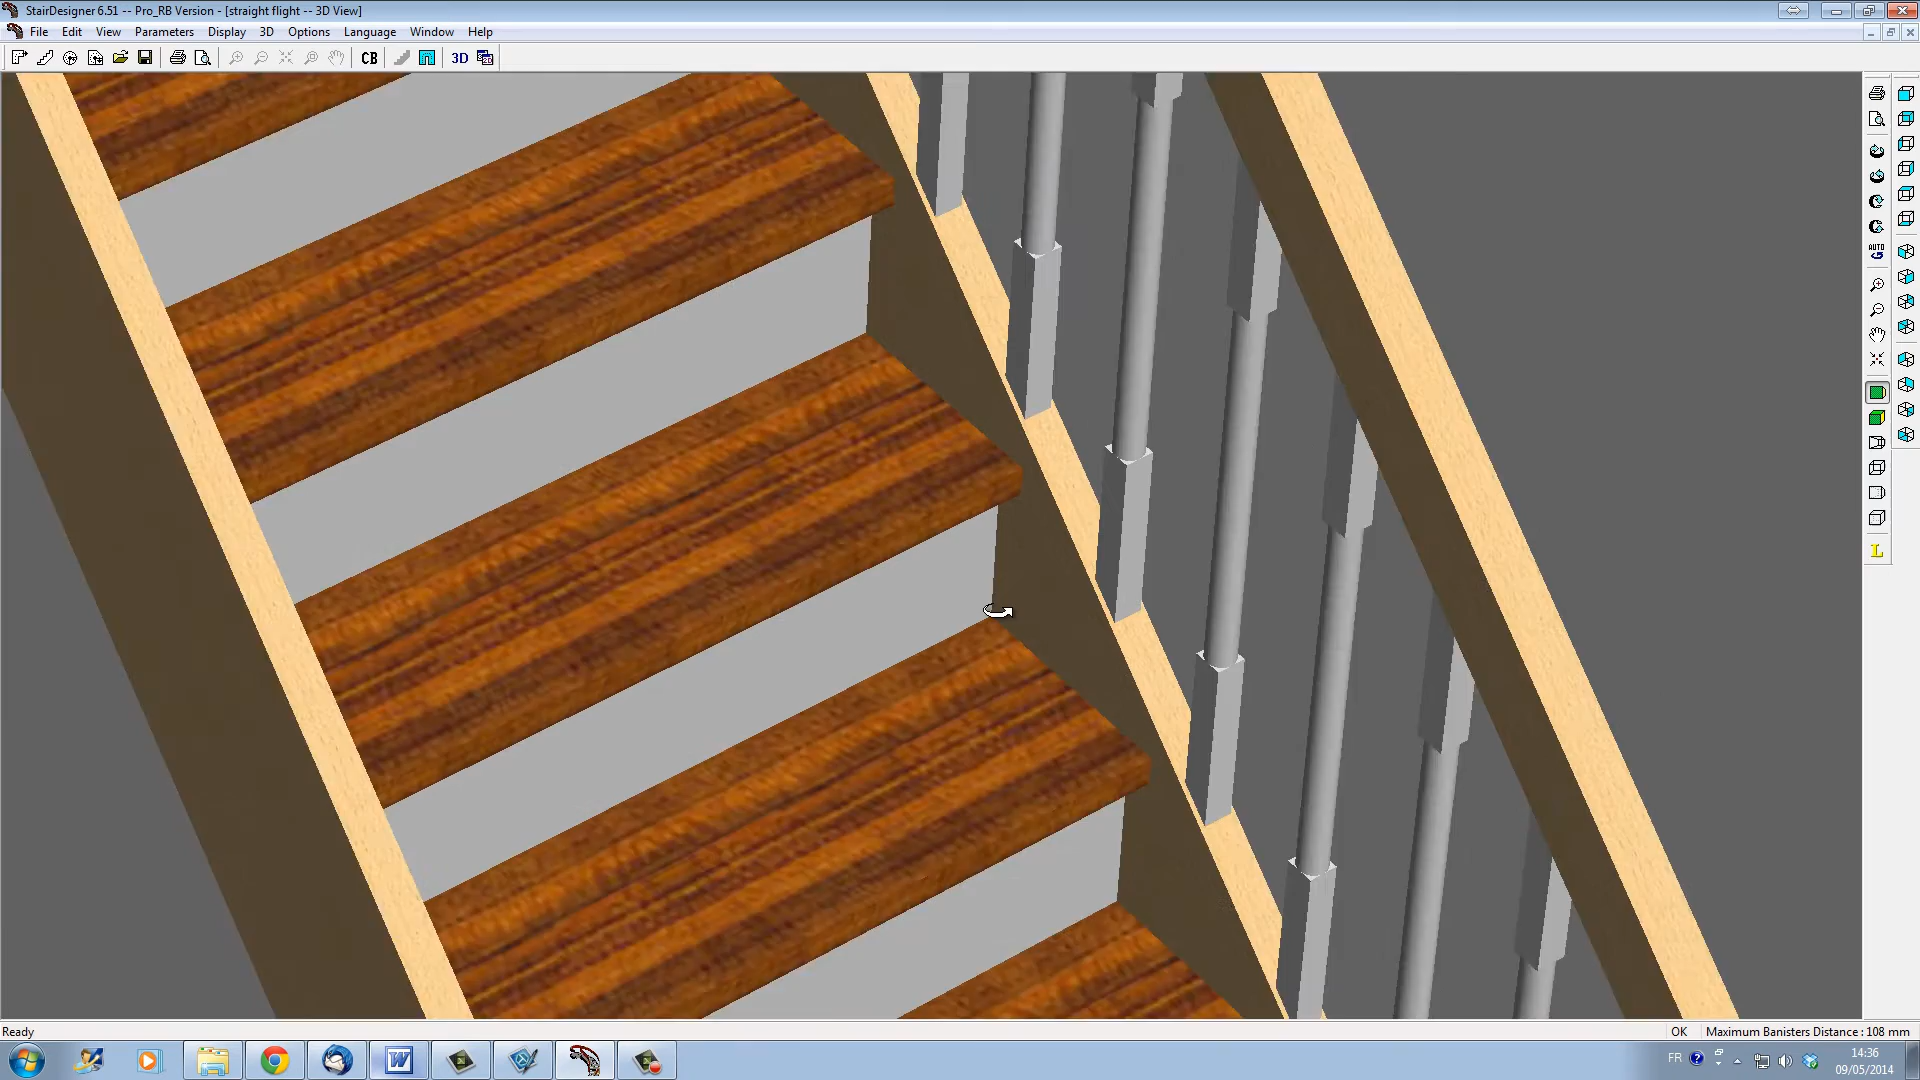 StairDesigner 6.51 -- Pro_RB Version - [straight flight -- 3D View]
File Edit View Parameters Display 3D Options Language Window Help
CB 3D
AUTO
L
Ready OK Maximum Banisters Distance : 108 mm
W FR 14:36
09/05/2014